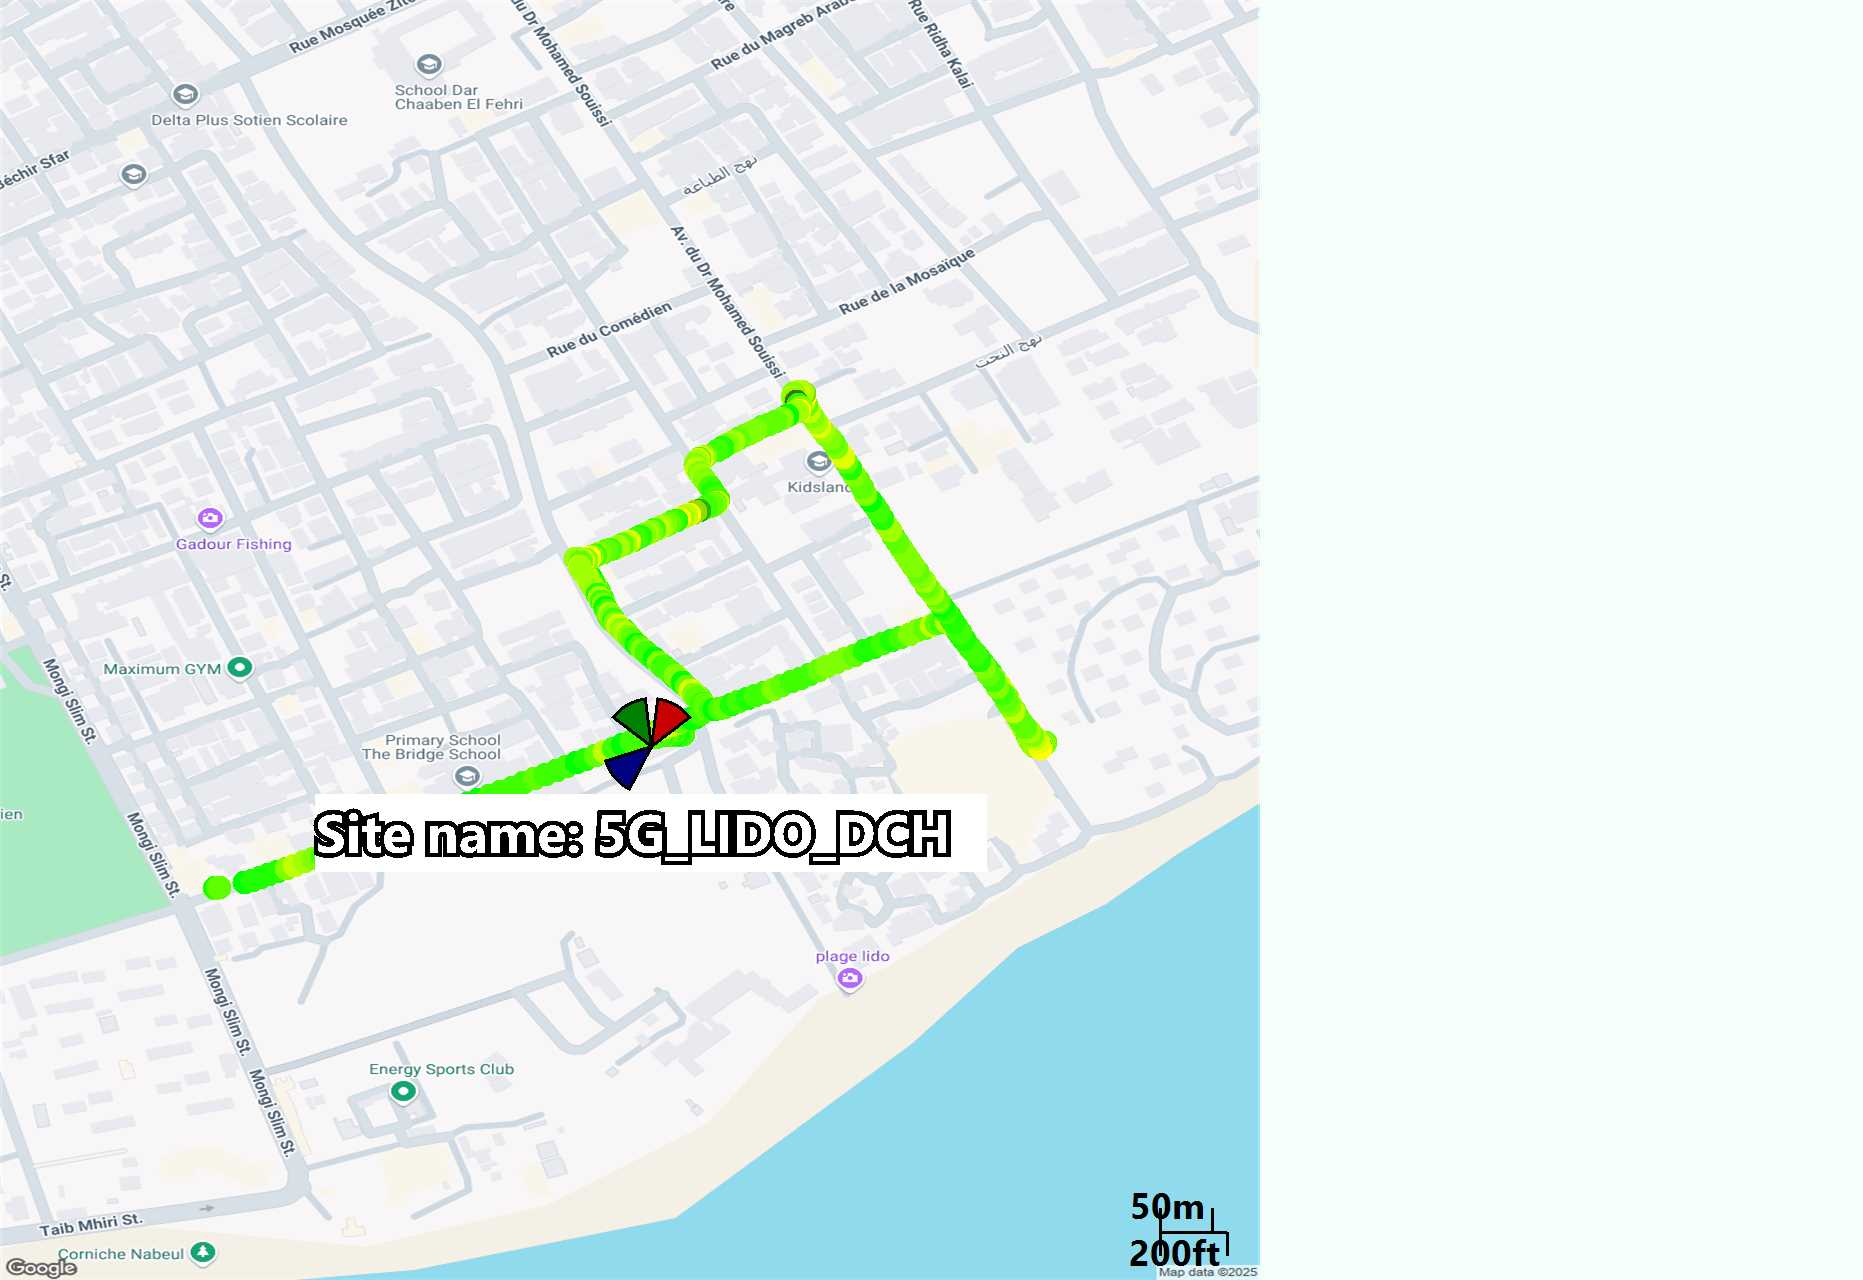 Rue Mosquée Zite
du Dr Mohamed Souissi
Rue du Magreb Arabe
Rue Ridha Kalai
School Dar
Chaaben El Fehri
Delta Plus Sotien Scolaire
Béchir Sfar
نهج الطباعة
Av. du Dr Mohamed Souissi
Rue de la Mosaïque
Rue du Comédien
نهج النحت
Kidsland
Gadour Fishing
St.
Maximum GYM
Mongi Slim St.
Primary School
The Bridge School
Site name: 5G_LIDO_DCH
ien
Mongi Slim St.
plage lido
Mongi Slim St.
Energy Sports Club
Mongi Slim St.
Taib Mhiri St.
Corniche Nabeul
50m
200ft
Google
Map data ©2025